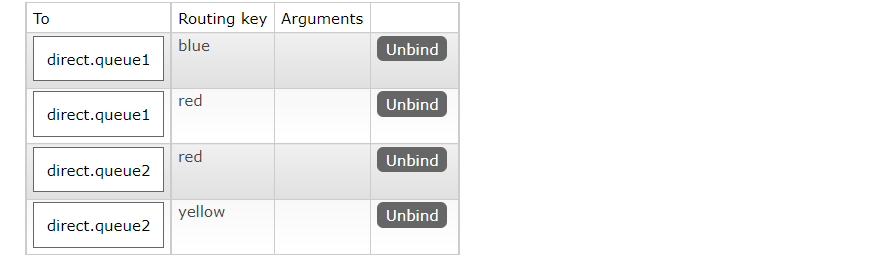 To Routing key Arguments
direct.queue1 blue Unbind
direct.queue1 red Unbind
direct.queue2 red Unbind
direct.queue2 yellow Unbind